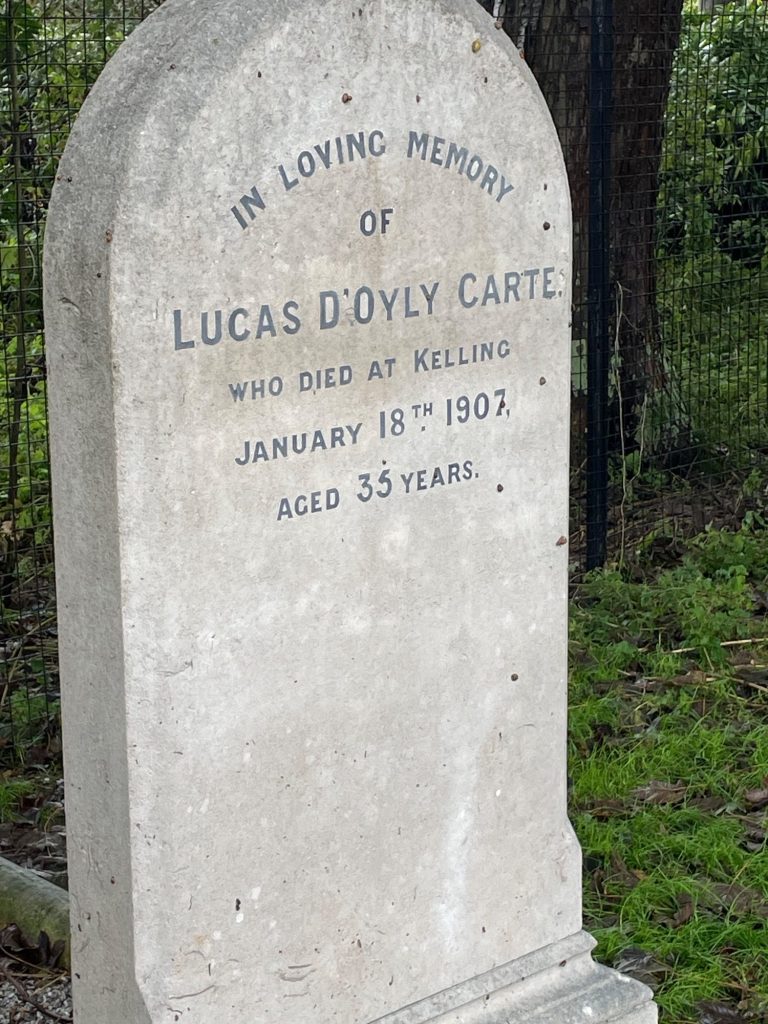 IN LOVING MEMORY
OF
LUCAS D'OYLY CARTE.
WHO DIED AT KELLING
JANUARY 18TH. 1907,
AGED 35 YEARS.